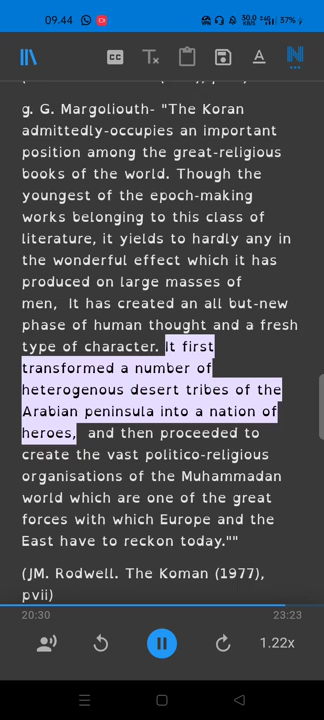 09.44
30.0
KB/S
37%
CC
T
A
N
g. G. Margoliouth- "The Koran
admittedly-occupies an important
position among the great-religious
books of the world. Though the
youngest of the epoch-making
works belonging to this class of
literature, it yields to hardly any in
the wonderful effect which it has
produced on large masses of
men, It has created an all but-new
phase of human thought and a fresh
type of character. It first
transformed a number of
heterogenous desert tribes of the
Arabian peninsula into a nation of
heroes, and then proceeded to
create the vast politico-religious
organisations of the Muhammadan
world which are one of the great
forces with which Europe and the
East have to reckon today.""
(JM. Rodwell. The Koman (1977),
pvii)
20:30
23:23
1.22x